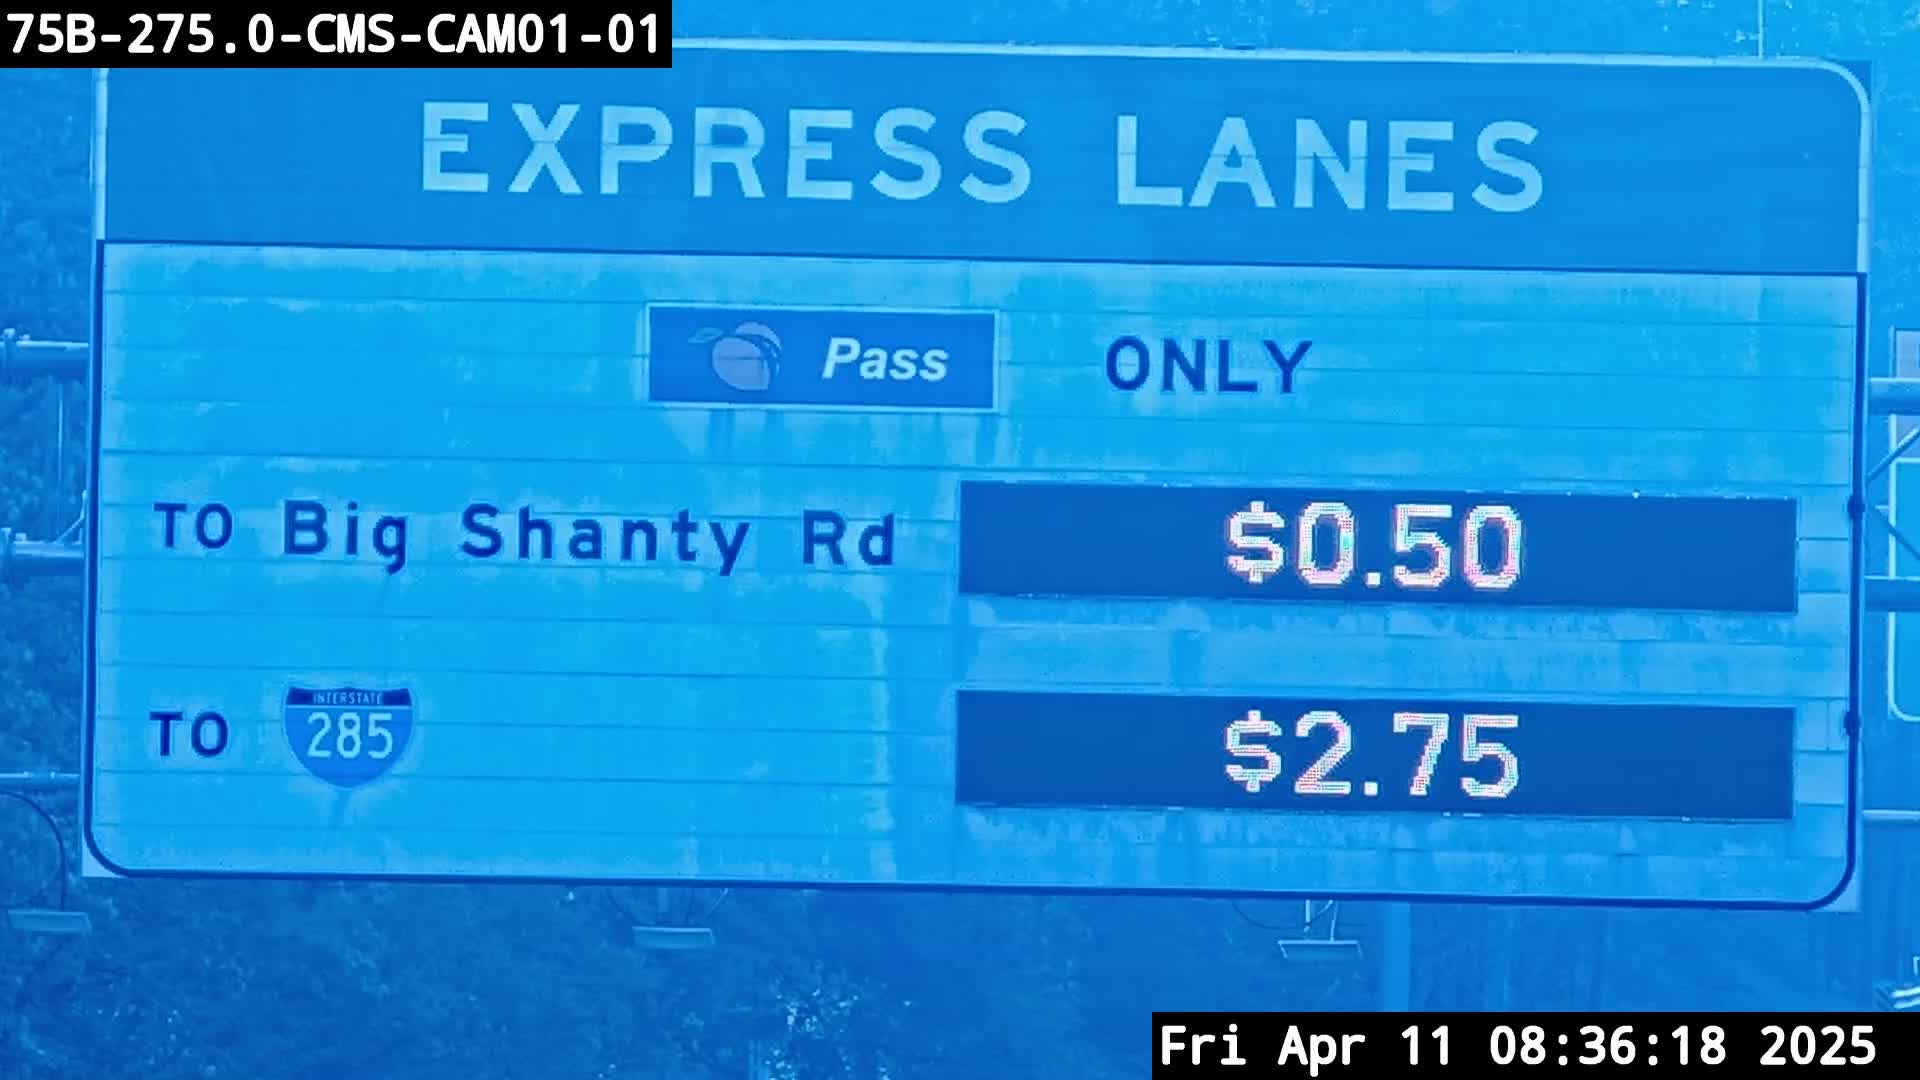 75B-275.0-CMS-CAM01-01
EXPRESS LANES
Pass ONLY
TO Big Shanty Rd $0.50
INTERSTATE
TO 285 $2.75
Fri Apr 11 08:36:18 2025